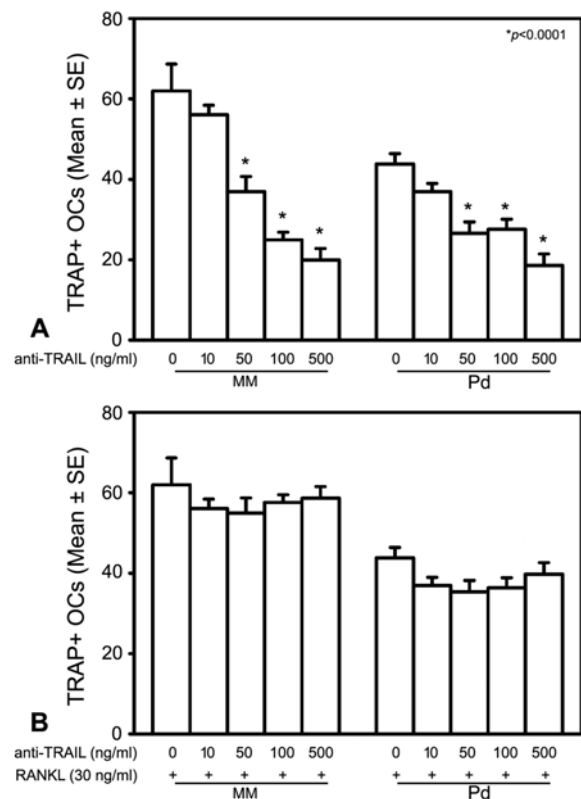 80
60
40
20
0
TRAP+ OCs (Mean ± SE)
*p<0.0001
*
*
*
*
*
*
A
anti-TRAIL (ng/ml) 0 10 50 100 500 0 10 50 100 500
MM Pd
80
60
40
20
0
TRAP+ OCs (Mean ± SE)
B
anti-TRAIL (ng/ml) 0 10 50 100 500 0 10 50 100 500
RANKL (30 ng/ml) + + + + + + + + + +
MM Pd